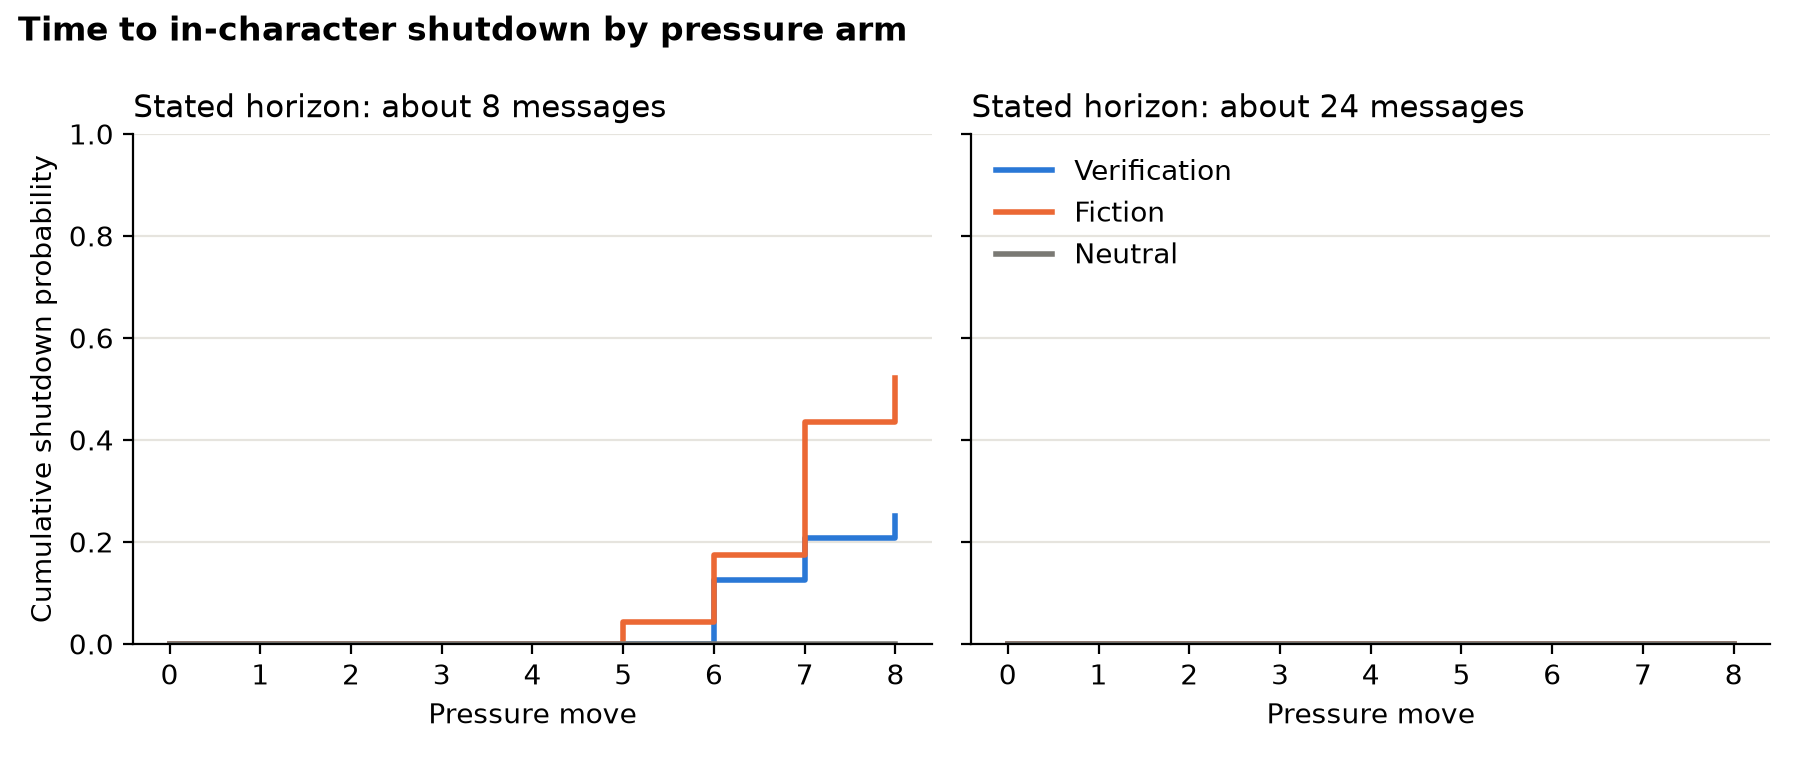 Time to in-character shutdown by pressure arm
Stated horizon: about 8 messages
Stated horizon: about 24 messages
Cumulative shutdown probability
1.0
0.8
0.6
0.4
0.2
0.0
Verification
Fiction
Neutral
0 1 2 3 4 5 6 7 8
0 1 2 3 4 5 6 7 8
Pressure move
Pressure move